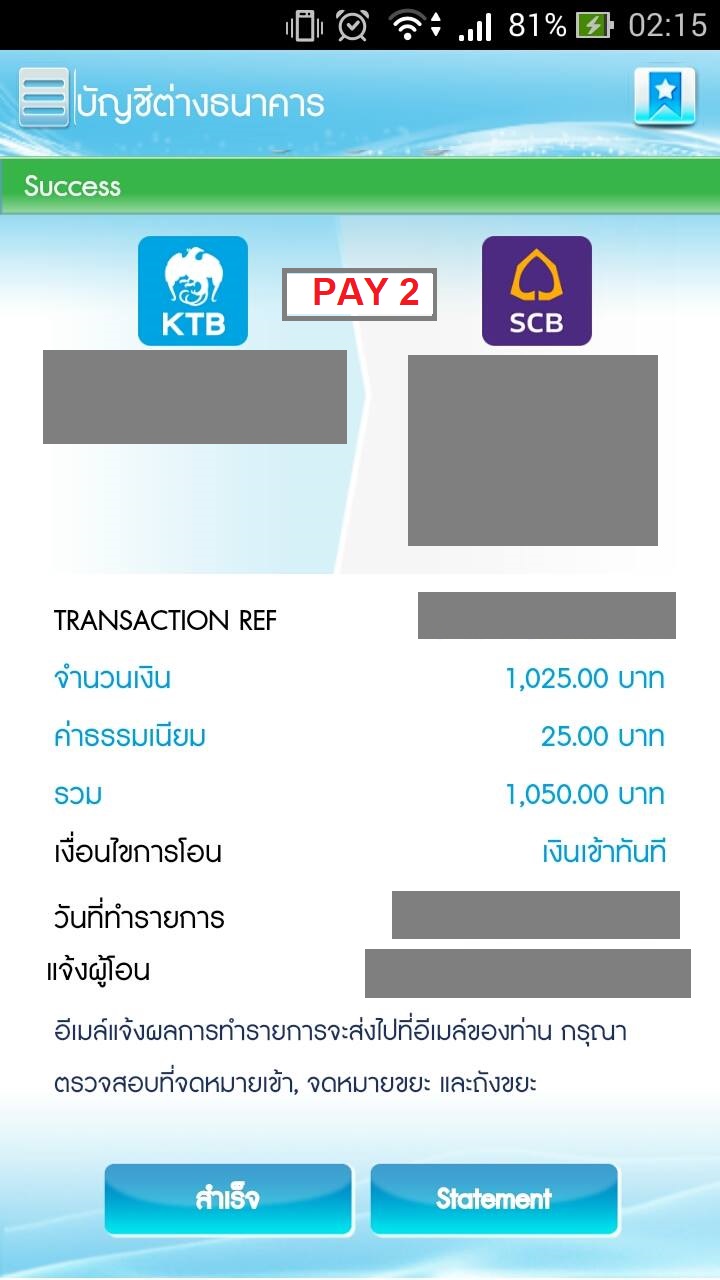 81% 02:15
บัญชีต่างธนาคาร
Success
KTB
PAY 2
SCB
TRANSACTION REF
จำนวนเงิน 1,025.00 บาท
ค่าธรรมเนียม 25.00 บาท
รวม 1,050.00 บาท
เงื่อนไขการโอน เงินเข้าทันที
วันที่ทำรายการ
แจ้งผู้โอน
อีเมล์แจ้งผลการทำรายการจะส่งไปที่อีเมล์ของท่าน กรุณา
ตรวจสอบที่จดหมายเข้า, จดหมายขยะ และถังขยะ
สำเร็จ Statement